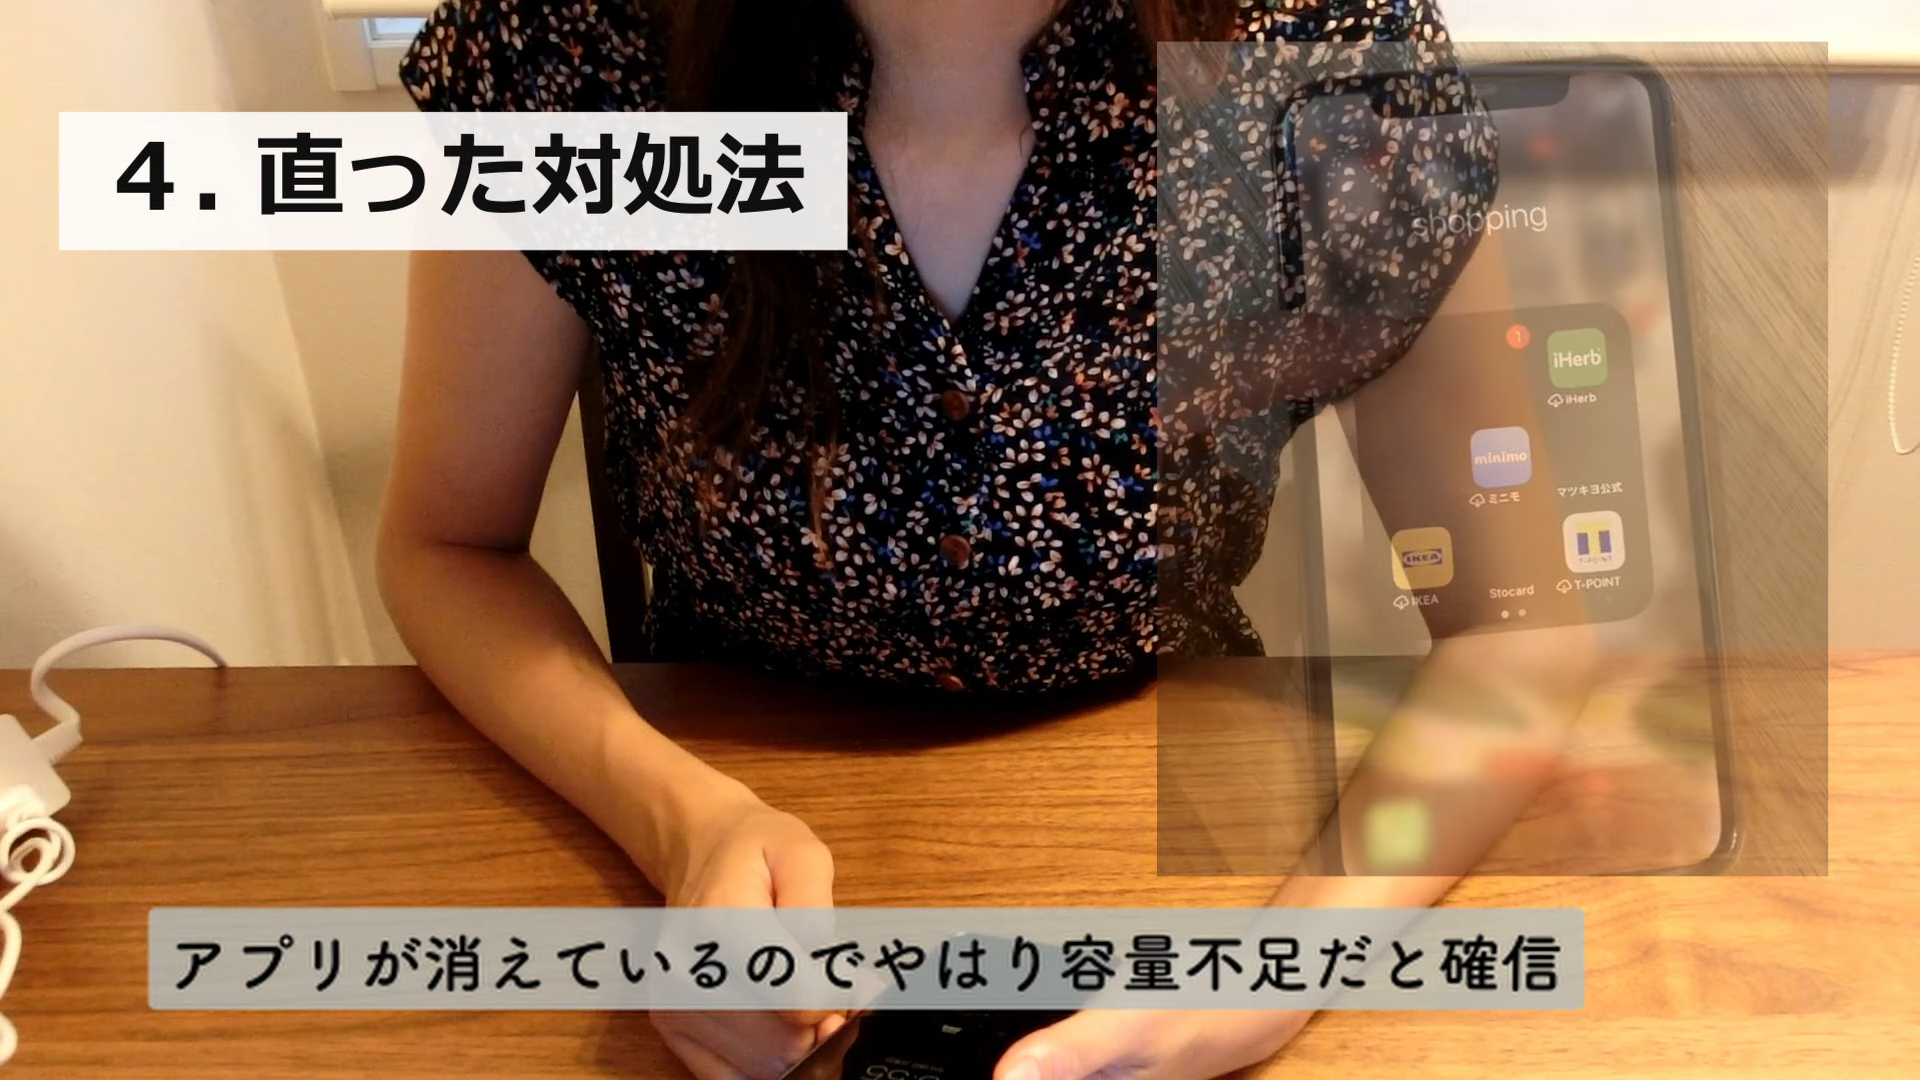 4. 直った対処法
shopping
1
iHerb
iHerb
minimo
ミニモ
マツキヨ公式
IKEA
IKEA
Stocard
T-POINT
T-POINT
アプリが消えているのでやはり容量不足だと確信